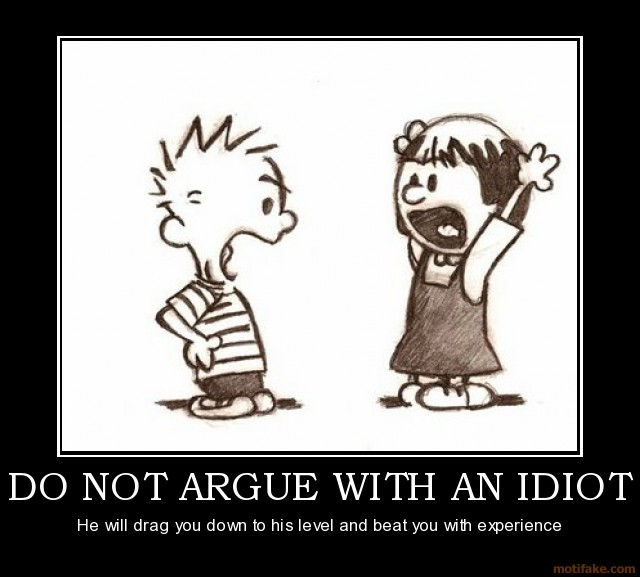 DO NOT ARGUE WITH AN IDIOT
He will drag you down to his level and beat you with experience
motifake.com